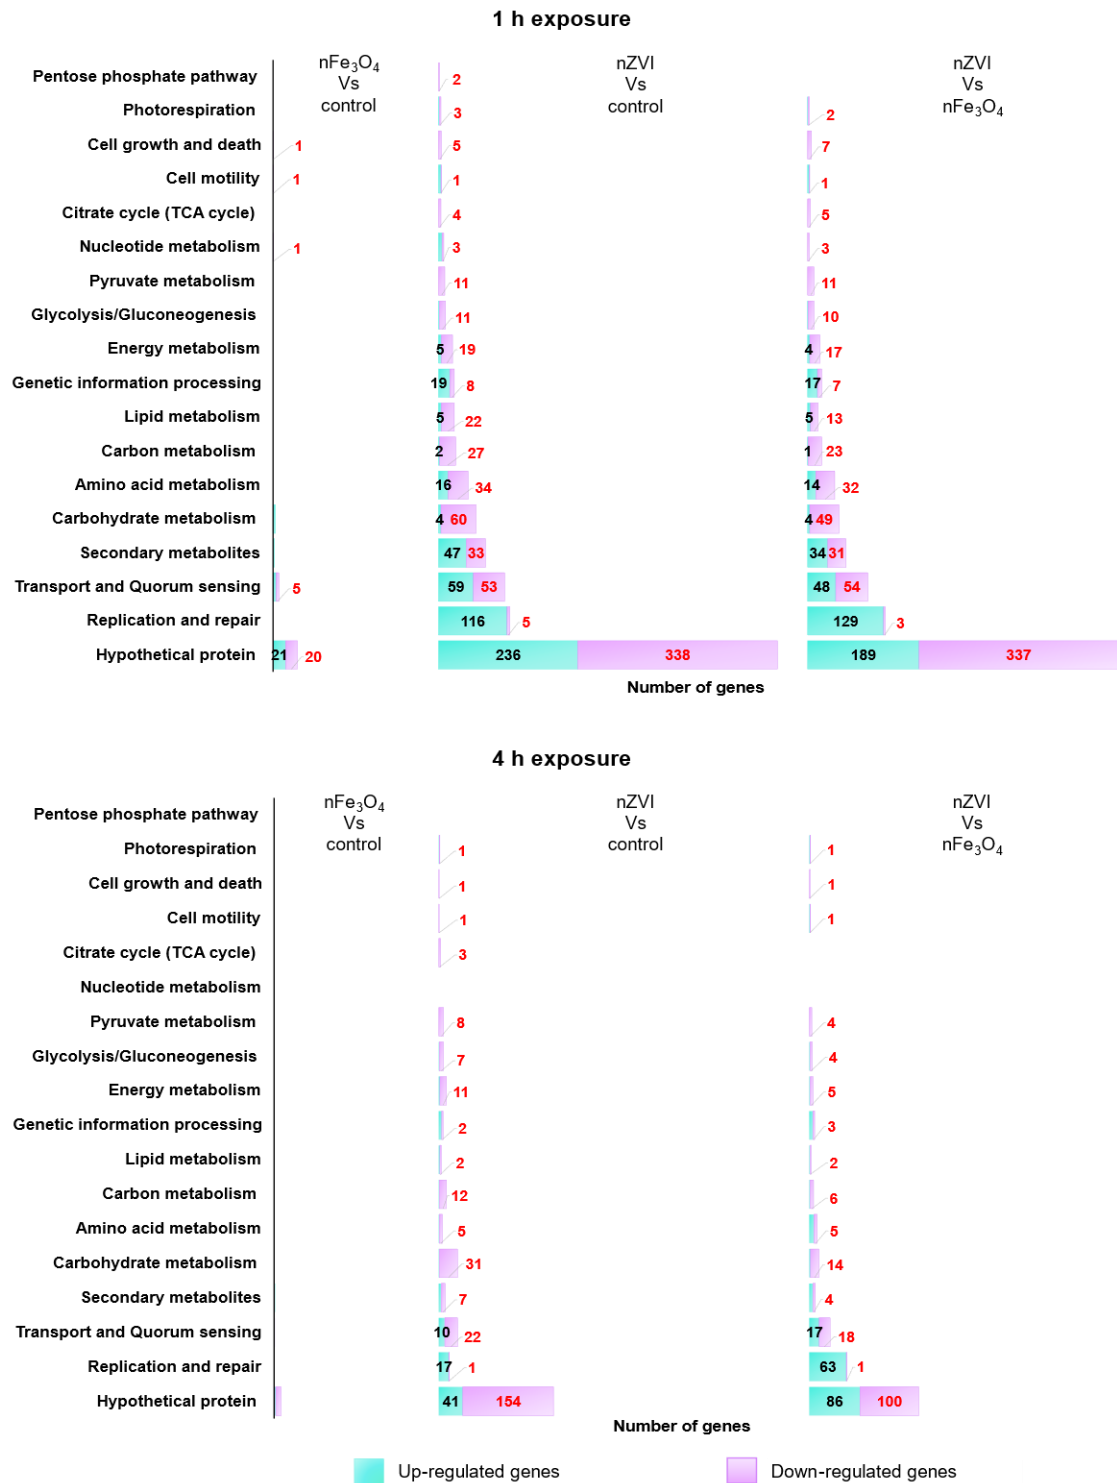 1 h exposure
nFe₃O₄ Vs control
nZVI Vs control
nZVI Vs nFe₃O₄
Pentose phosphate pathway 2
Photorespiration 3 2
Cell growth and death 1 5 7
Cell motility 1 1 1
Citrate cycle (TCA cycle) 4 5
Nucleotide metabolism 1 3 3
Pyruvate metabolism 11 11
Glycolysis/Gluconeogenesis 11 10
Energy metabolism 5 19 4 17
Genetic information processing 19 8 17 7
Lipid metabolism 5 22 5 13
Carbon metabolism 2 27 1 23
Amino acid metabolism 16 34 14 32
Carbohydrate metabolism 4 60 4 49
Secondary metabolites 47 33 34 31
Transport and Quorum sensing 5 59 53 48 54
Replication and repair 116 5 129 3
Hypothetical protein 21 20 236 338 189 337
Number of genes
4 h exposure
nFe₃O₄ Vs control
nZVI Vs control
nZVI Vs nFe₃O₄
Pentose phosphate pathway
Photorespiration 1 1
Cell growth and death 1 1
Cell motility 1 1
Citrate cycle (TCA cycle) 3
Nucleotide metabolism
Pyruvate metabolism 8 4
Glycolysis/Gluconeogenesis 7 4
Energy metabolism 11 5
Genetic information processing 2 3
Lipid metabolism 2 2
Carbon metabolism 12 6
Amino acid metabolism 5 5
Carbohydrate metabolism 31 14
Secondary metabolites 7 4
Transport and Quorum sensing 10 22 17 18
Replication and repair 17 1 63 1
Hypothetical protein 41 154 86 100
Number of genes
Up-regulated genes
Down-regulated genes